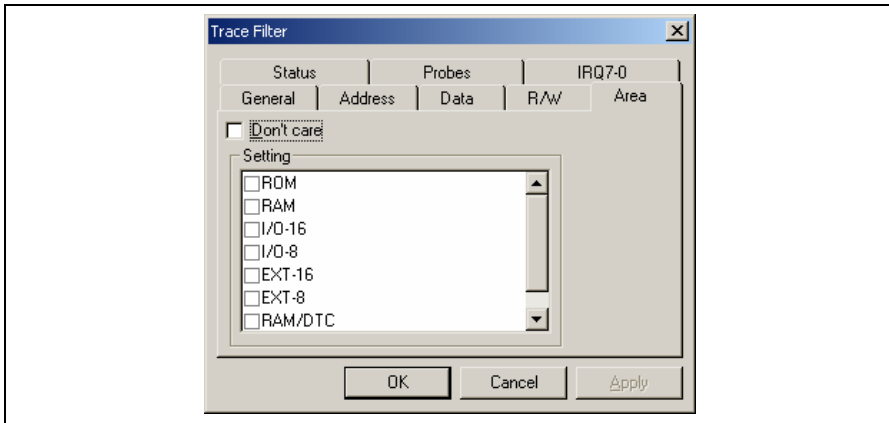 Trace Filter
Status Probes IRQ7-0
General Address Data R/W Area
Don't care
Setting
ROM
RAM
I/O-16
I/O-8
EXT-16
EXT-8
RAM/DTC
OK Cancel Apply